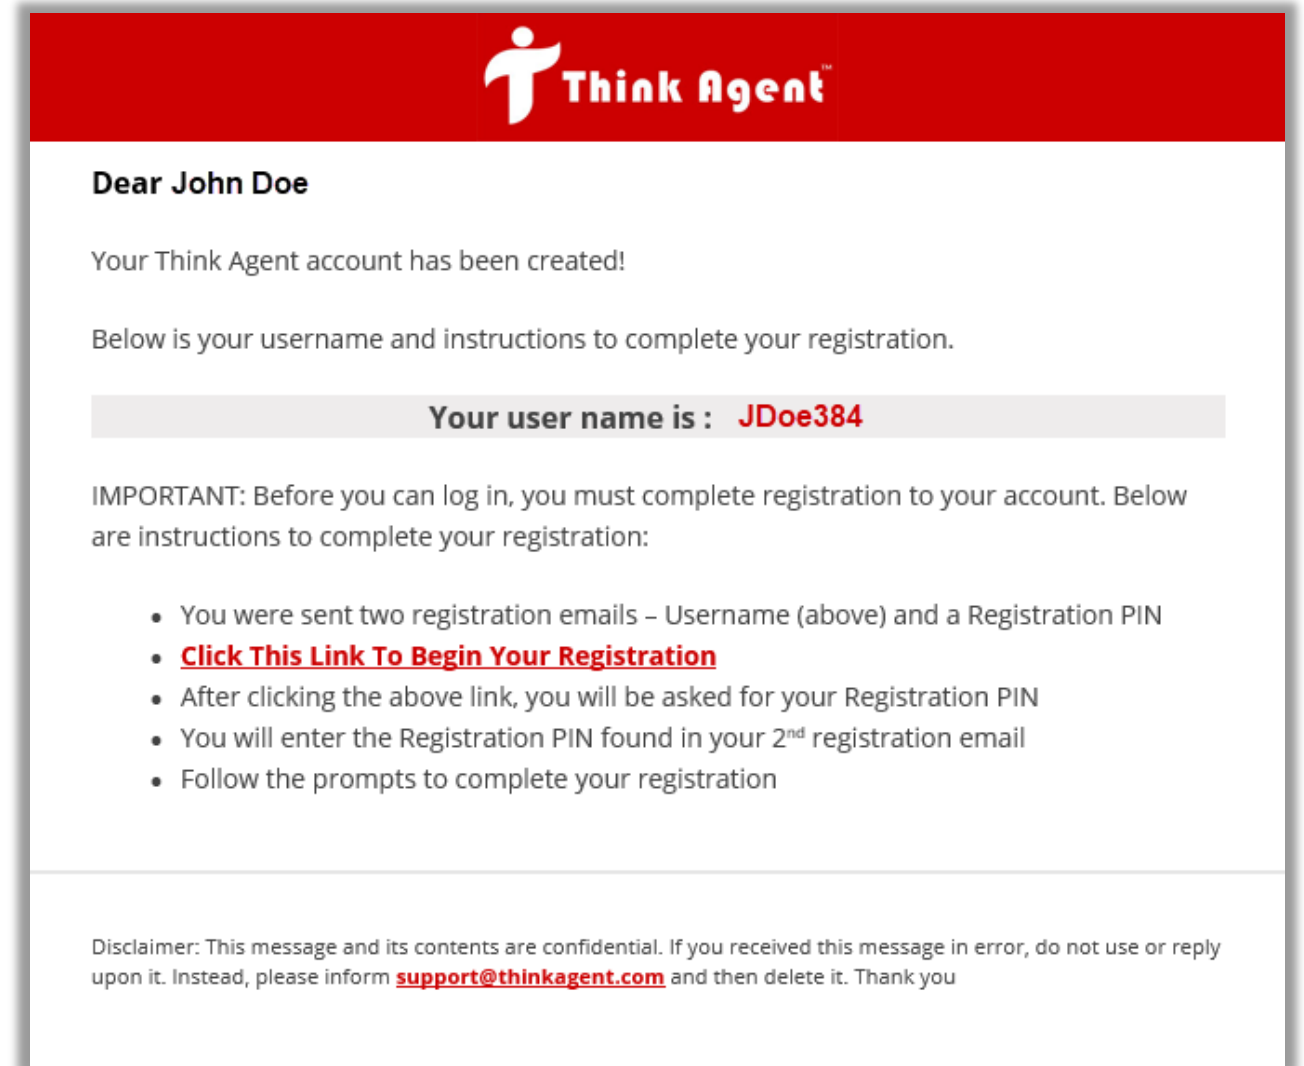 Think Agent™
Dear John Doe
Your Think Agent account has been created!
Below is your username and instructions to complete your registration.
Your user name is : JDoe384
IMPORTANT: Before you can log in, you must complete registration to your account. Below
are instructions to complete your registration:
• You were sent two registration emails – Username (above) and a Registration PIN
• Click This Link To Begin Your Registration
• After clicking the above link, you will be asked for your Registration PIN
• You will enter the Registration PIN found in your 2nd registration email
• Follow the prompts to complete your registration
Disclaimer: This message and its contents are confidential. If you received this message in error, do not use or reply
upon it. Instead, please inform support@thinkagent.com and then delete it. Thank you